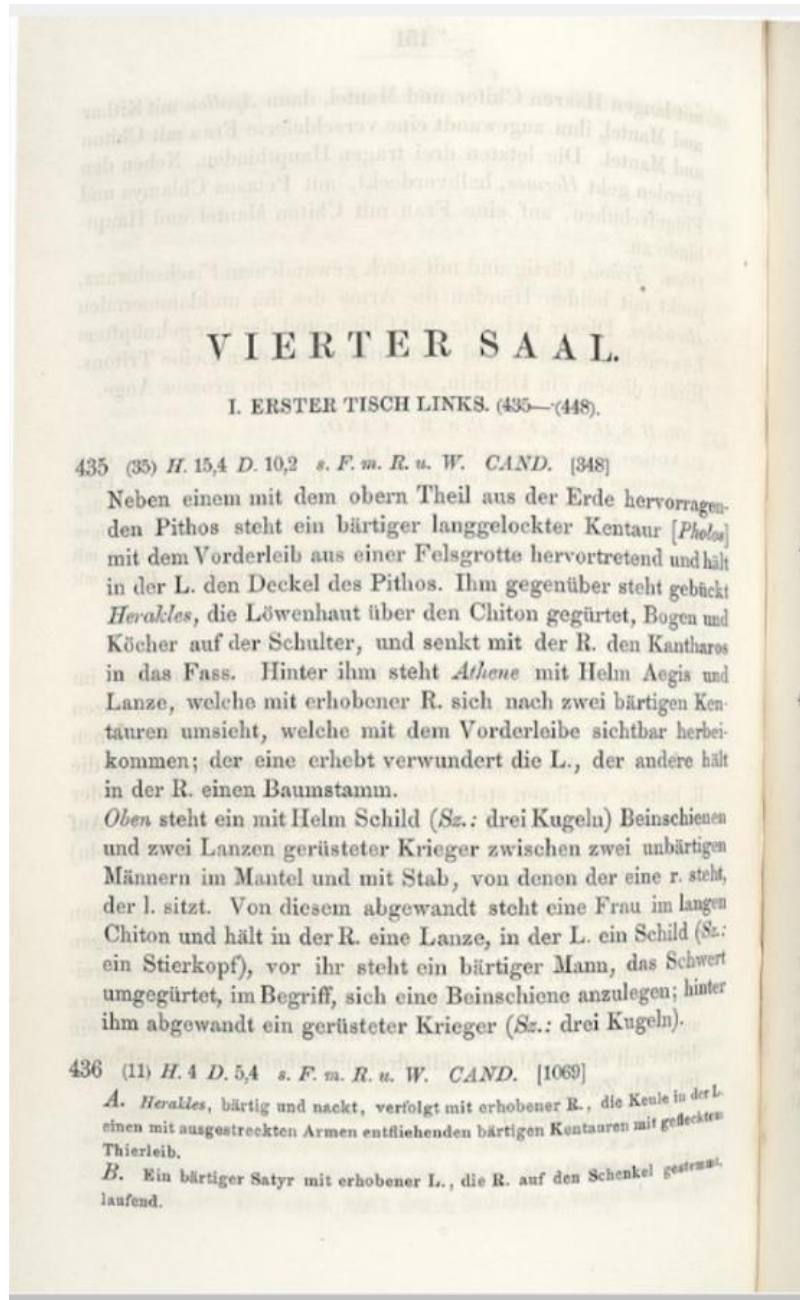 VIERTER SAAL.
I. ERSTER TISCH LINKS. (435—(448).
435 (35) H. 15,4 D. 10,2 s. F. m. R. u. W. CAND. [348]
Neben einem mit dem obern Theil aus der Erde hervorragen-
den Pithos steht ein bärtiger langgelockter Kentaur [Pholos]
mit dem Vorderleib aus einer Felsgrotte hervortretend und hält
in der L. den Deckel des Pithos. Ihm gegenüber steht gebückt
Herakles, die Löwenhaut über den Chiton gegürtet, Bogen und
Köcher auf der Schulter, und senkt mit der R. den Kantharos
in das Fass. Hinter ihm steht Athene mit Helm Aegis und
Lanze, welche mit erhobener R. sich nach zwei bärtigen Ken-
tauren umsieht, welche mit dem Vorderleibe sichtbar herbei-
kommen; der eine erhebt verwundert die L., der andere hält
in der R. einen Baumstamm.
Oben steht ein mit Helm Schild (Sz.: drei Kugeln) Beinschienen
und zwei Lanzen gerüsteter Krieger zwischen zwei unbärtigen
Männern im Mantel und mit Stab, von denen der eine r. steht,
der l. sitzt. Von diesem abgewandt steht eine Frau im langen
Chiton und hält in der R. eine Lanze, in der L. ein Schild (Sz.:
ein Stierkopf), vor ihr steht ein bärtiger Mann, das Schwert
umgegürtet, im Begriff, sich eine Beinschiene anzulegen; hinter
ihm abgewandt ein gerüsteter Krieger (Sz.: drei Kugeln).
436 (11) H. 4 D. 5,4 s. F. m. R. u. W. CAND. [1069]
A. Herakles, bärtig und nackt, verfolgt mit erhobener R., die Keule in der L.
einen mit ausgestreckten Armen entfliehenden bärtigen Kentauren mit geflecktem
Thierleib.
B. Ein bärtiger Satyr mit erhobener L., die R. auf den Schenkel gestemmt,
laufend.